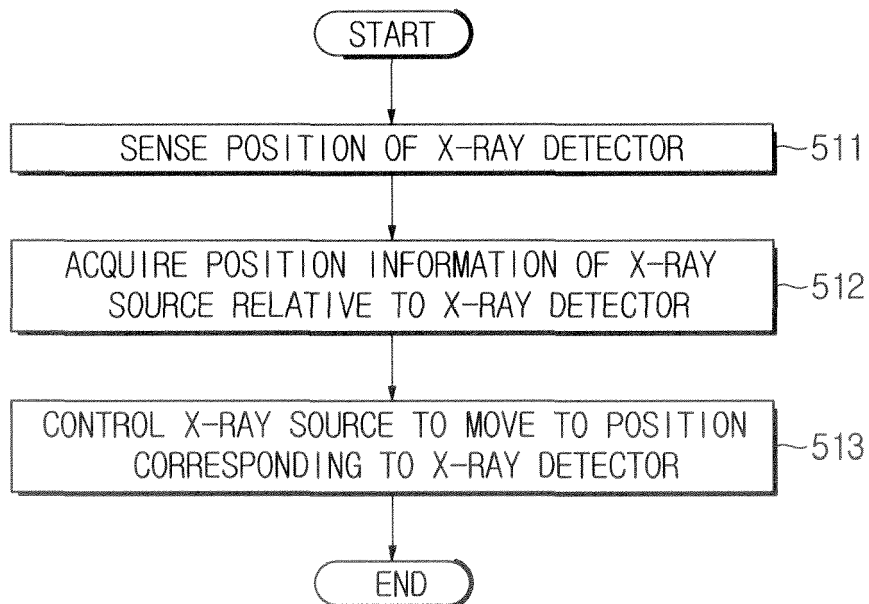 START
SENSE POSITION OF X-RAY DETECTOR
511
ACQUIRE POSITION INFORMATION OF X-RAY
SOURCE RELATIVE TO X-RAY DETECTOR
512
CONTROL X-RAY SOURCE TO MOVE TO POSITION
CORRESPONDING TO X-RAY DETECTOR
513
END